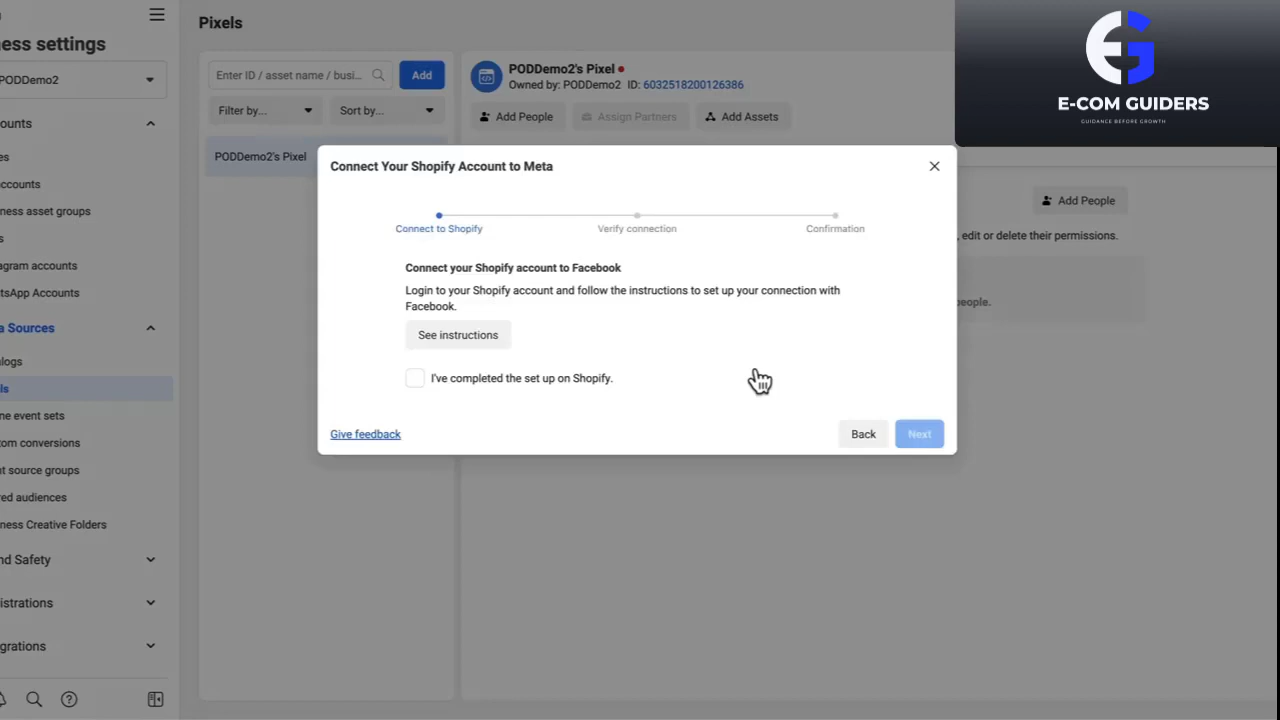 ness settings
PODDemo2
ounts
es
ccounts
ness asset groups
s
agram accounts
tsApp Accounts
a Sources
logs
ls
ne event sets
tom conversions
nt source groups
red audiences
ness Creative Folders
nd Safety
istrations
grations
Pixels
Enter ID / asset name / busi...
Add
Filter by...
Sort by...
PODDemo2's Pixel
PODDemo2's Pixel
Owned by: PODDemo2 ID: 6032518200126386
Add People
Assign Partners
Add Assets
E-COM GUIDERS
GUIDANCE BEFORE GROWTH
Add People
, edit or delete their permissions.
people.
Connect Your Shopify Account to Meta
Connect to Shopify
Verify connection
Confirmation
Connect your Shopify account to Facebook
Login to your Shopify account and follow the instructions to set up your connection with
Facebook.
See instructions
I've completed the set up on Shopify.
Give feedback
Back
Next